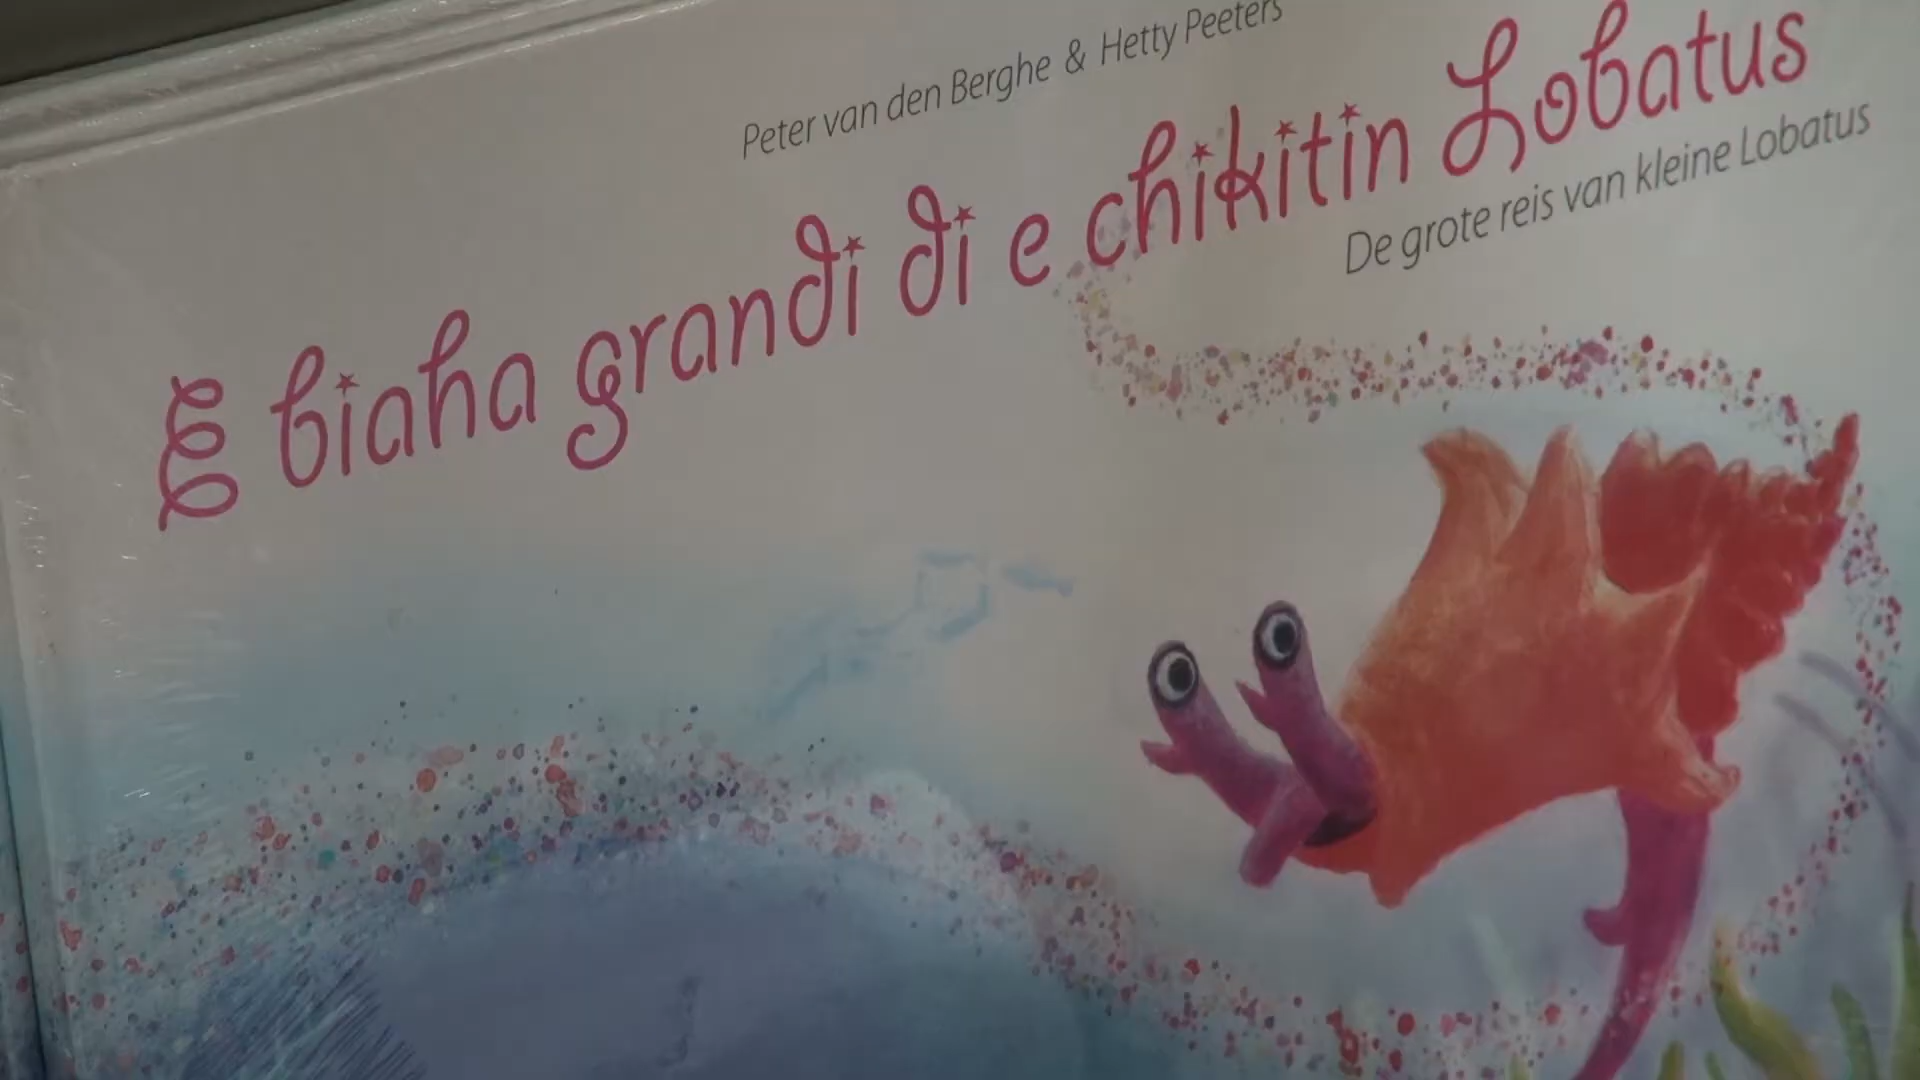 Peter van den Berghe & Hetty Peeters
E biaha grandi di e chikitin Lobatus
De grote reis van kleine Lobatus